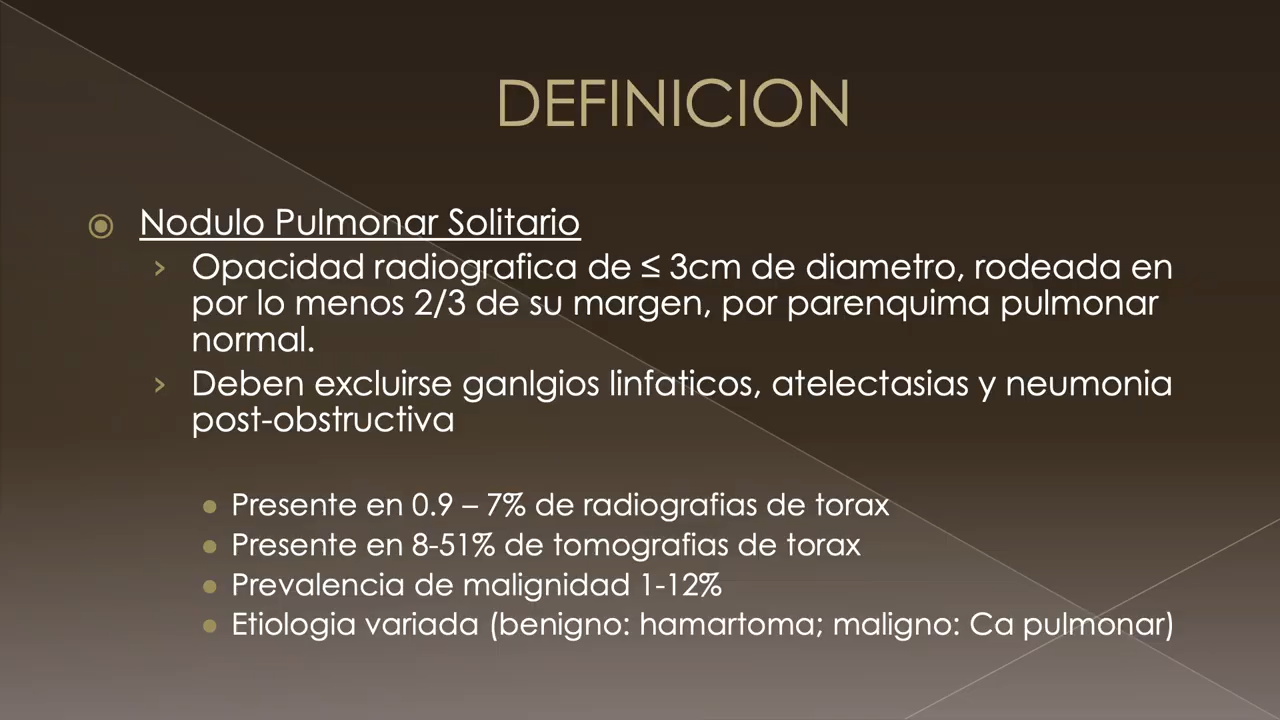 DEFINICION
Nodulo Pulmonar Solitario
Opacidad radiografica de ≤ 3cm de diametro, rodeada en
por lo menos 2/3 de su margen, por parenquima pulmonar
normal.
Deben excluirse ganlgios linfaticos, atelectasias y neumonia
post-obstructiva
Presente en 0.9 – 7% de radiografias de torax
Presente en 8-51% de tomografias de torax
Prevalencia de malignidad 1-12%
Etiologia variada (benigno: hamartoma; maligno: Ca pulmonar)